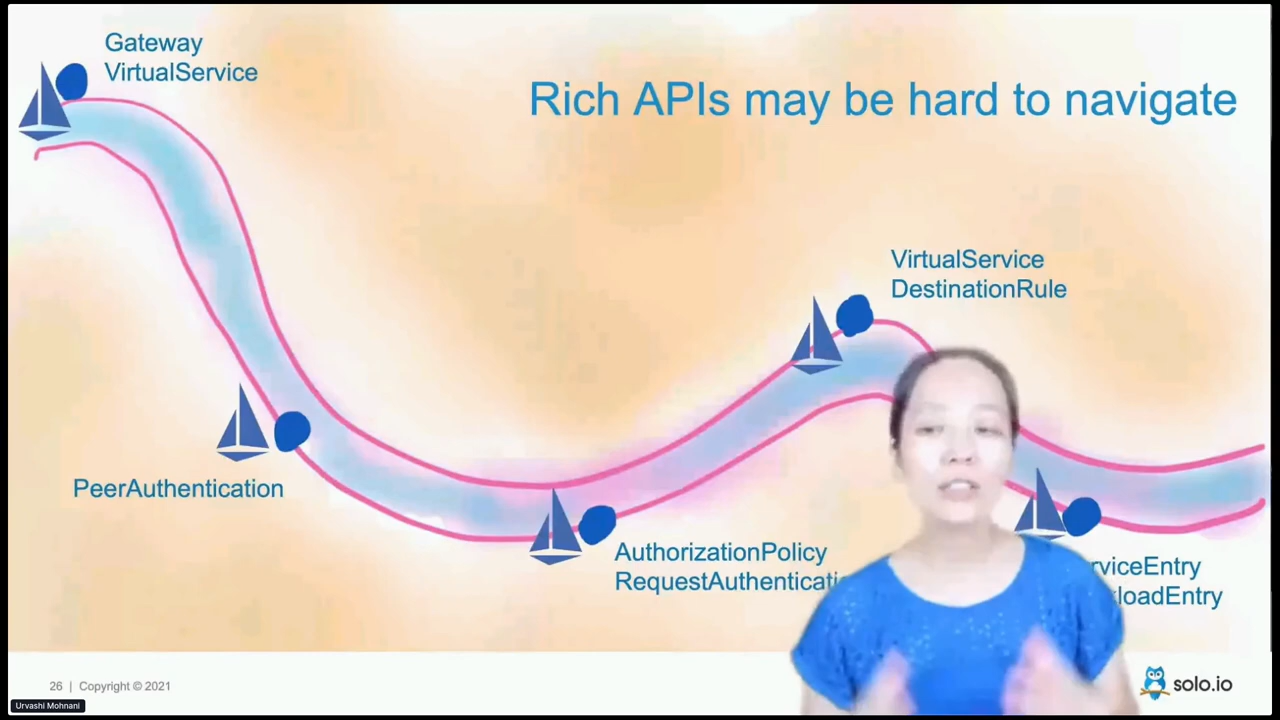 Gateway
VirtualService
Rich APIs may be hard to navigate
VirtualService
DestinationRule
PeerAuthentication
AuthorizationPolicy
26 | Copyright © 2021
solo.io
Urvashi Mohnani